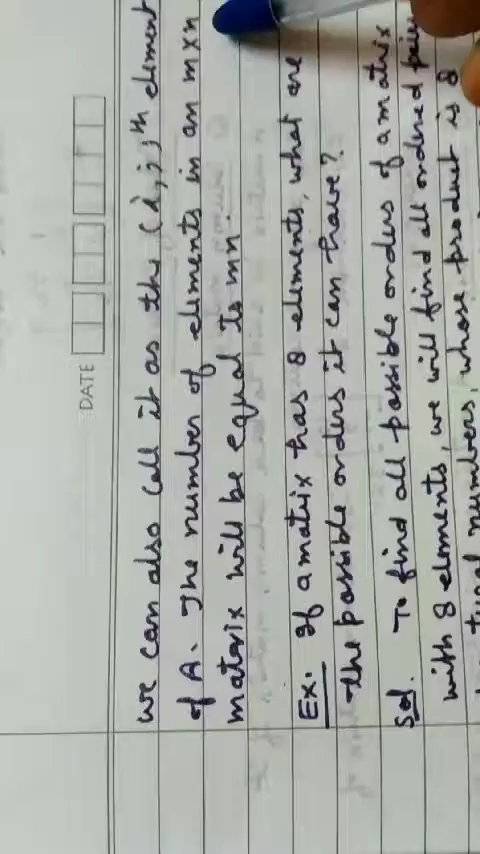 DATE
we can also call it as the (i, j)th element
of A. The number of elements in an mxn
matrix will be equal to mn.
Ex. If a matrix has 8 elements, what are
the possible orders it can have?
Sol. To find all possible orders of a matrix
with 8 elements, we will find all ordered pairs
numbers, whose product is 8